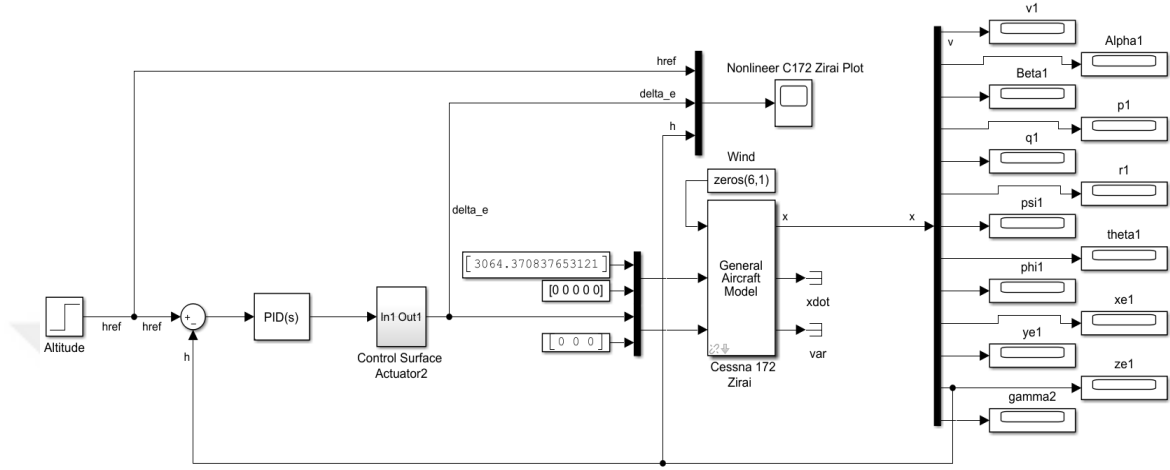 v1
v
Alpha1
href
Nonlineer C172 Zirai Plot
Beta1
delta_e
p1
h
q1
Wind
zeros(6,1)
r1
delta_e
psi1
x
x
[ 3064.370837653121 ]
General
Aircraft
Model
theta1
[0 0 0 0 0]
phi1
xdot
href
href
+
−
PID(s)
In1 Out1
xe1
Altitude
h
Control Surface
Actuator2
[ 0 0 0 ]
var
ye1
Cessna 172
Zirai
ze1
gamma2